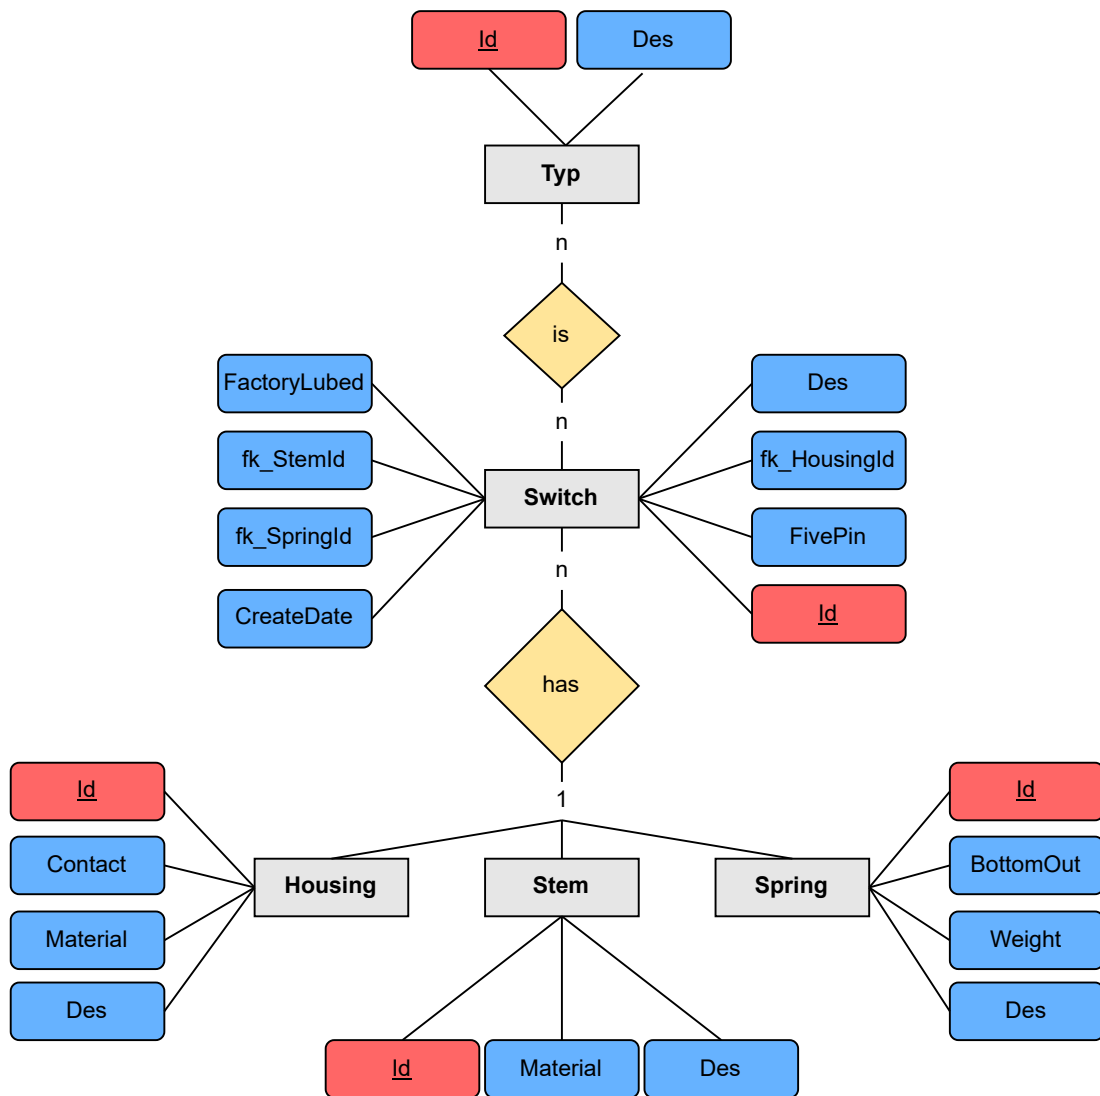 Id
Des
Typ
n
is
FactoryLubed
Des
n
fk_StemId
fk_HousingId
Switch
fk_SpringId
FivePin
n
CreateDate
Id
has
Id
Id
1
Contact
BottomOut
Housing
Stem
Spring
Material
Weight
Des
Des
Id
Material
Des